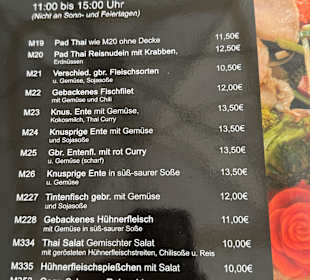 11:00 bis 15:00 Uhr
(Nicht an Sonn- und Feiertagen)
M19 Pad Thai wie M20 ohne Decke 11,50€
M20 Pad Thai Reisnudeln mit Krabben, 12,50€
Erdnüssen
M21 Verschied. gbr. Fleischsorten 10,50€
u. Gemüse, Sojasoße
M22 Gebackenes Fischfilet 12,00€
mit Gemüse und Chili
M23 Knus. Ente mit Gemüse, 13,50€
Kokosmilch, Thai Curry
M24 Knusprige Ente mit Gemüse 13,50€
und Sojasoße
M25 Gbr. Entenfl. mit rot Curry 13,50€
u. Gemüse (scharf)
M26 Knusprige Ente in süß-saurer Soße 13,50€
u. Gemüse
M227 Tintenfisch gebr. mit Gemüse 12,00€
und Sojasoße
M228 Gebackenes Hühnerfleisch 11,00€
mit Gemüse in süß-saurer Soße
M334 Thai Salat Gemischter Salat 10,00€
mit gerösteten Hühnerfleischstreifen, Chilisoße u. Reis
M335 Hühnerfleischspießchen mit Salat 10,00€